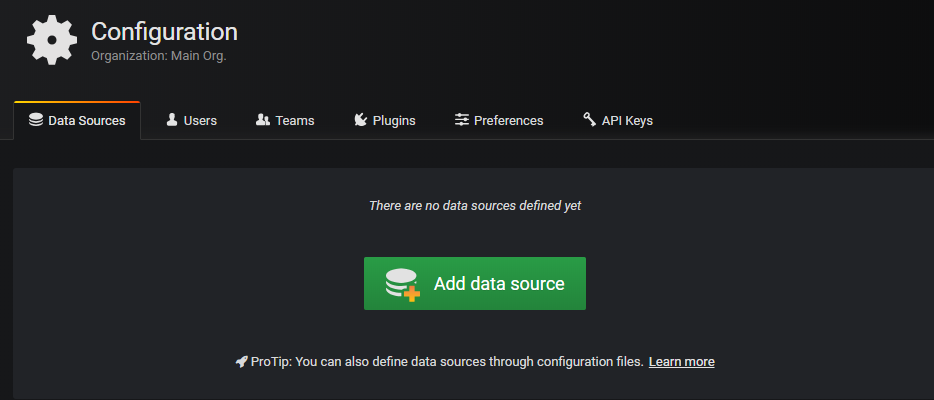 Configuration
Organization: Main Org.
Data Sources Users Teams Plugins Preferences API Keys
There are no data sources defined yet
Add data source
ProTip: You can also define data sources through configuration files. Learn more